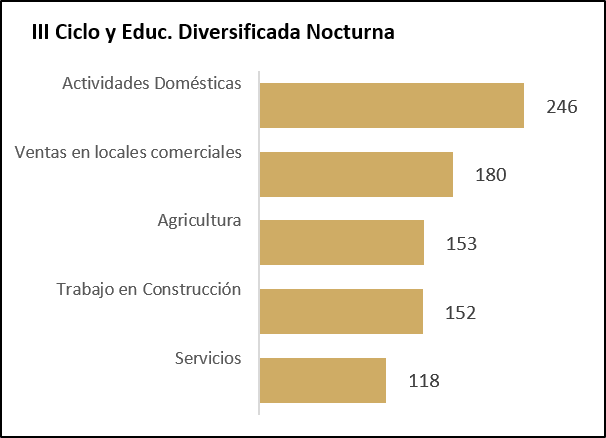 III Ciclo y Educ. Diversificada Nocturna
Actividades Domésticas
246
Ventas en locales comerciales
180
Agricultura
153
Trabajo en Construcción
152
Servicios
118